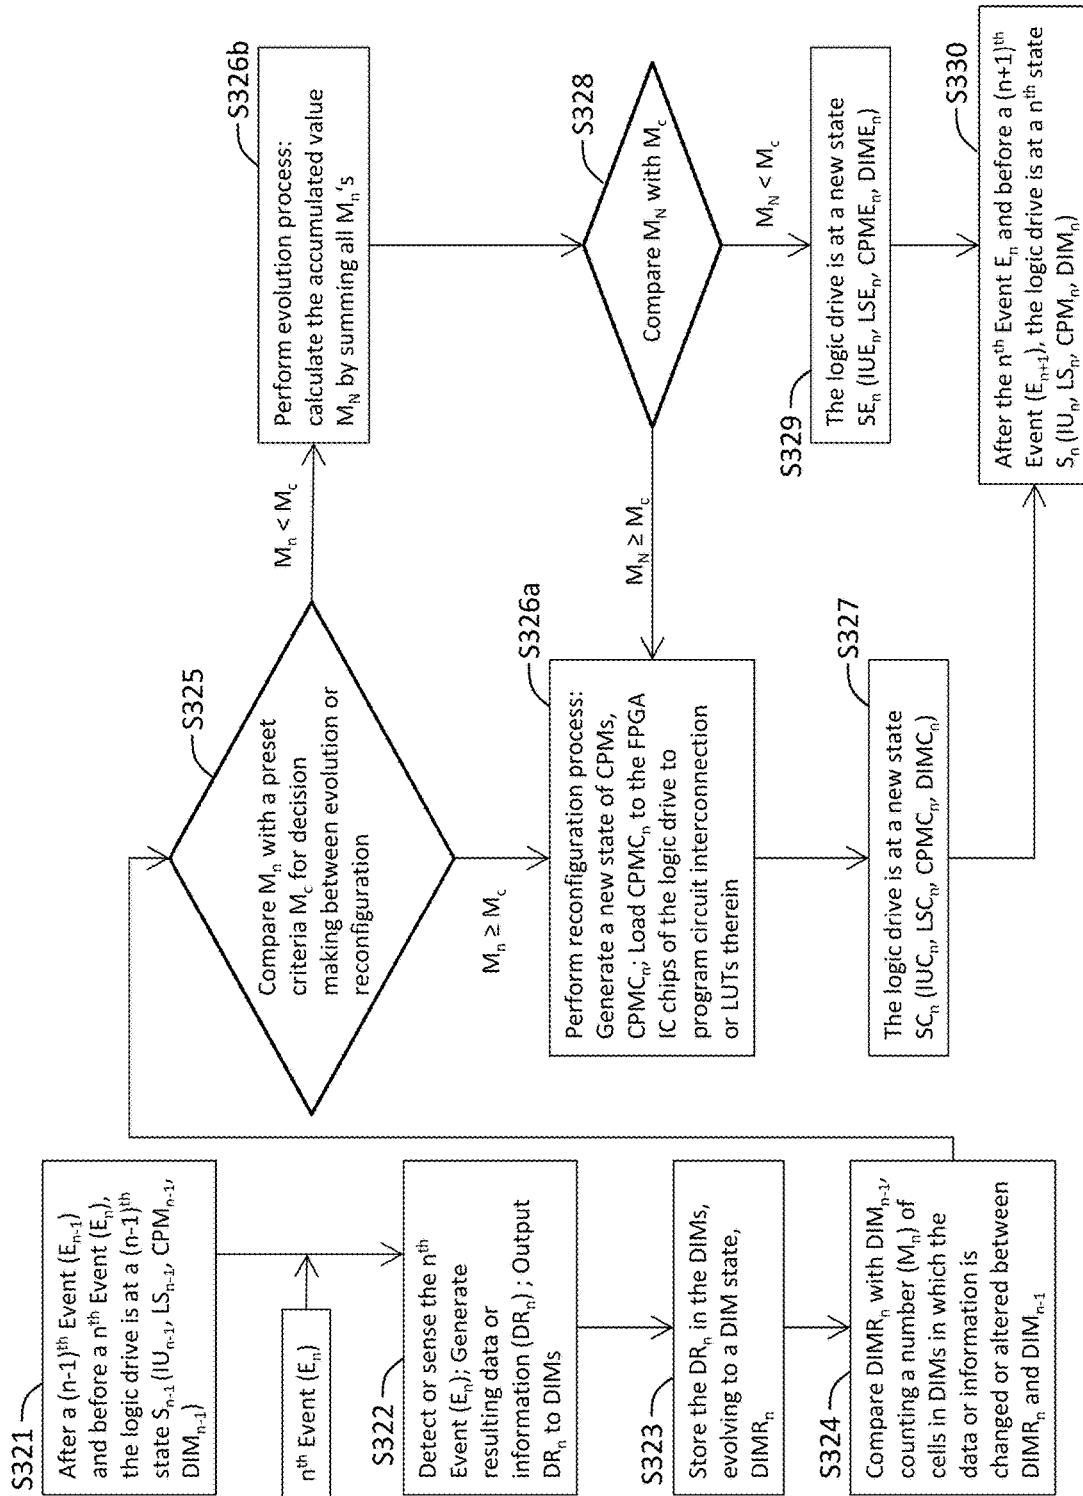 S321
After a (n-1)th Event (En-1)
and before a nth Event (En),
the logic drive is at a (n-1)th
state Sn-1 (IUn-1, LSn-1, CPMn-1,
DIMn-1)
nth Event (En)
S322
Detect or sense the nth
Event (En); Generate
resulting data or
information (DRn) ; Output
DRn to DIMs
S323
Store the DRn in the DIMs,
evolving to a DIM state,
DIMRn
S324
Compare DIMRn with DIMn-1,
counting a number (Mn) of
cells in DIMs in which the
data or information is
changed or altered between
DIMRn and DIMn-1
S325
Compare Mn with a preset
criteria Mc for decision
making between evolution or
reconfiguration
Mn ≥ Mc
Mn < Mc
S326a
Perform reconfiguration process:
Generate a new state of CPMs,
CPMCn; Load CPMCn to the FPGA
IC chips of the logic drive to
program circuit interconnection
or LUTs therein
S327
The logic drive is at a new state
SCn (IUCn, LSCn, CPMCn, DIMCn)
S326b
Perform evolution process:
calculate the accumulated value
MN by summing all Mn's
S328
Compare MN with Mc
MN ≥ Mc
MN < Mc
S329
The logic drive is at a new state
SEn (IUEn, LSEn, CPMEn, DIMEn)
S330
After the nth Event En and before a (n+1)th
Event (En+1), the logic drive is at a nth state
Sn (IUn, LSn, CPMn, DIMn)